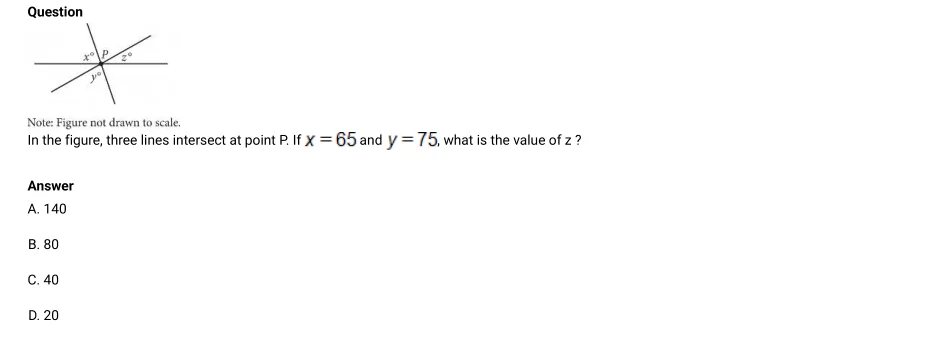 Question
x° P z°
y°
Note: Figure not drawn to scale.
In the figure, three lines intersect at point P. If x = 65 and y = 75, what is the value of z ?
Answer
A. 140
B. 80
C. 40
D. 20